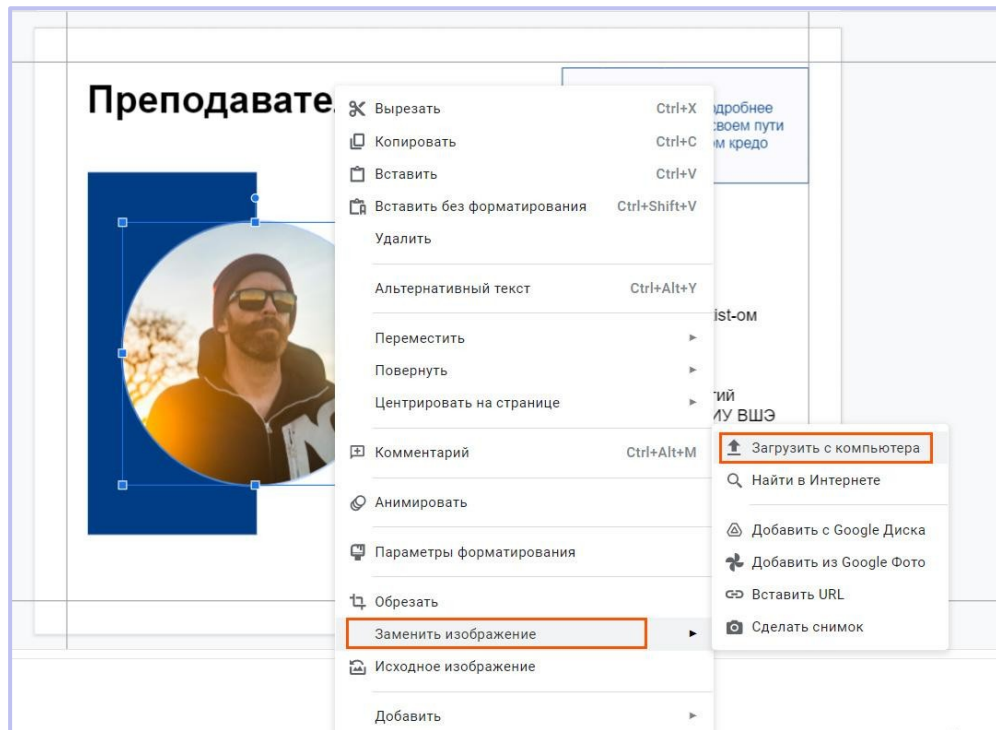 Преподавате
Вырезать Ctrl+X
Копировать Ctrl+C
Вставить Ctrl+V
Вставить без форматирования Ctrl+Shift+V
Удалить
Альтернативный текст Ctrl+Alt+Y
Переместить
Повернуть
Центрировать на странице
Комментарий Ctrl+Alt+M
Анимировать
Параметры форматирования
Обрезать
Заменить изображение
Исходное изображение
Добавить
дробнее
своем пути
м кредо
ist-ом
гий
ИУ ВШЭ
Загрузить с компьютера
Найти в Интернете
Добавить с Google Диска
Добавить из Google Фото
Вставить URL
Сделать снимок